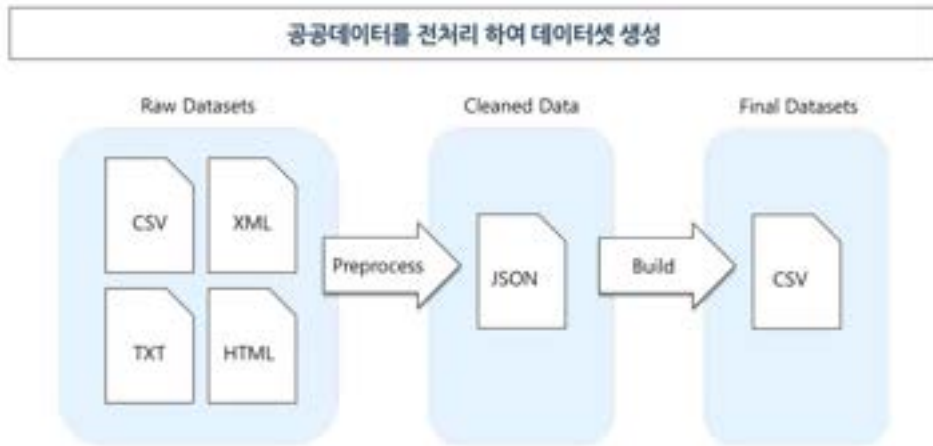 공공데이터를 전처리 하여 데이터셋 생성
Raw Datasets
Cleaned Data
Final Datasets
CSV
XML
TXT
HTML
Preprocess
JSON
Build
CSV